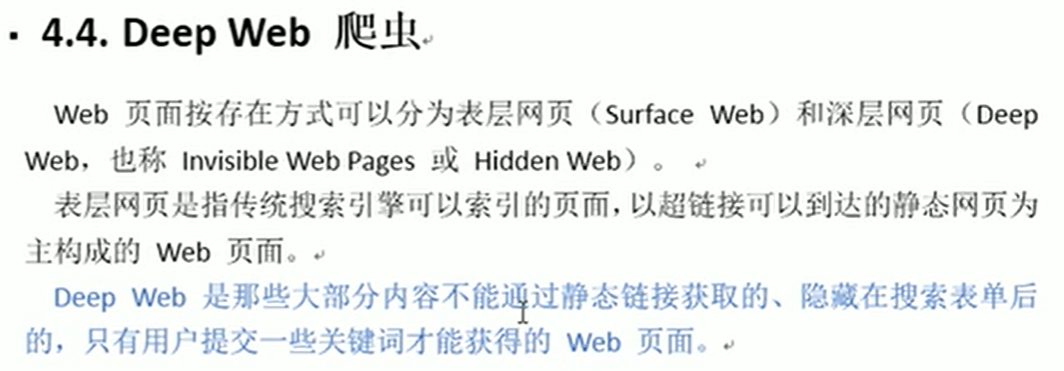 4.4. Deep Web 爬虫
Web 页面按存在方式可以分为表层网页（Surface Web）和深层网页（Deep
Web，也称 Invisible Web Pages 或 Hidden Web）。
表层网页是指传统搜索引擎可以索引的页面，以超链接可以到达的静态网页为
主构成的 Web 页面。
Deep Web 是那些大部分内容不能通过静态链接获取的、隐藏在搜索表单后
的，只有用户提交一些关键词才能获得的 Web 页面。